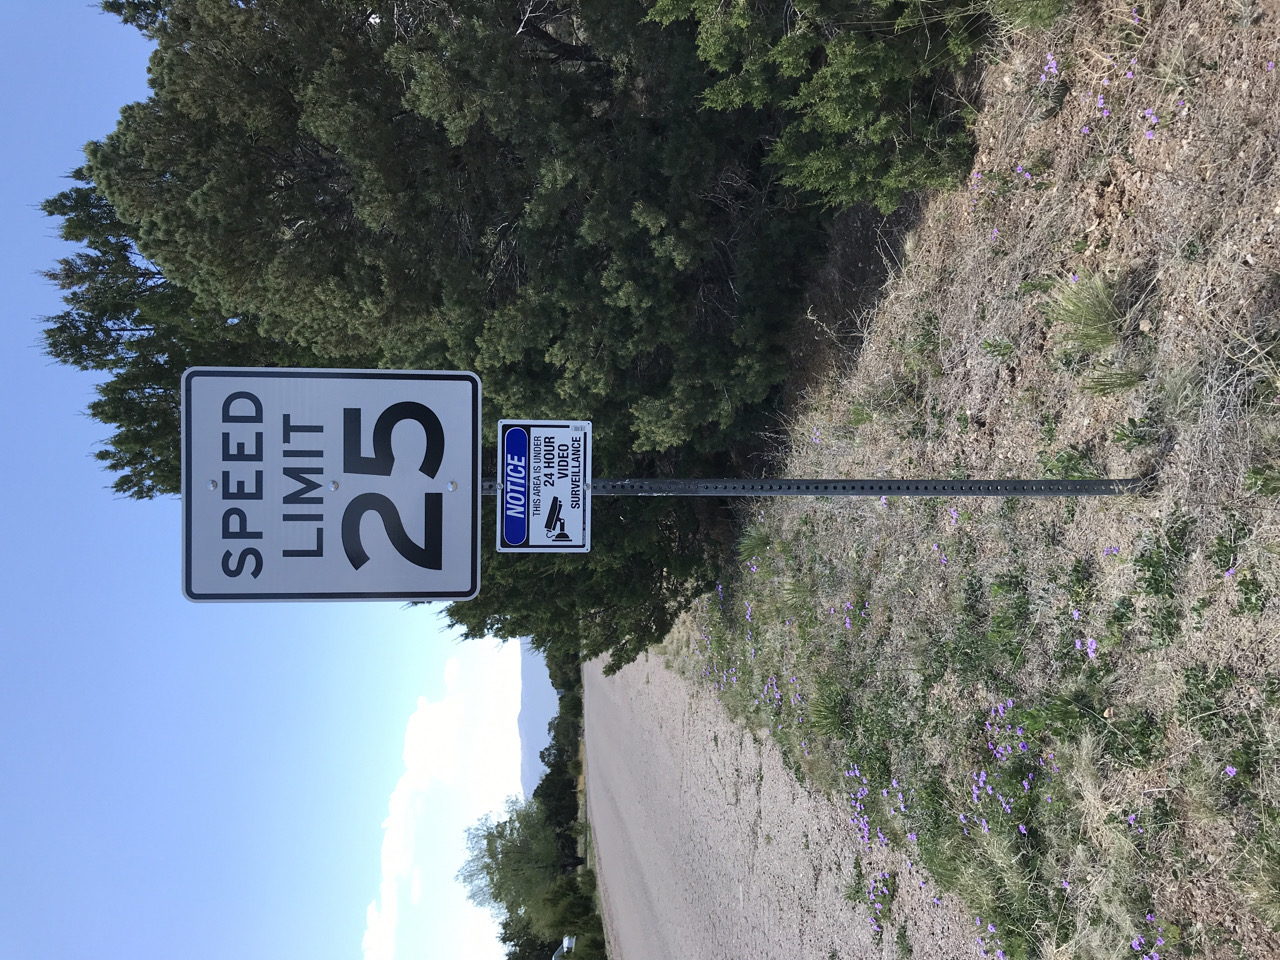 SPEED
LIMIT
25
NOTICE
THIS AREA IS UNDER
24 HOUR
VIDEO
SURVEILLANCE